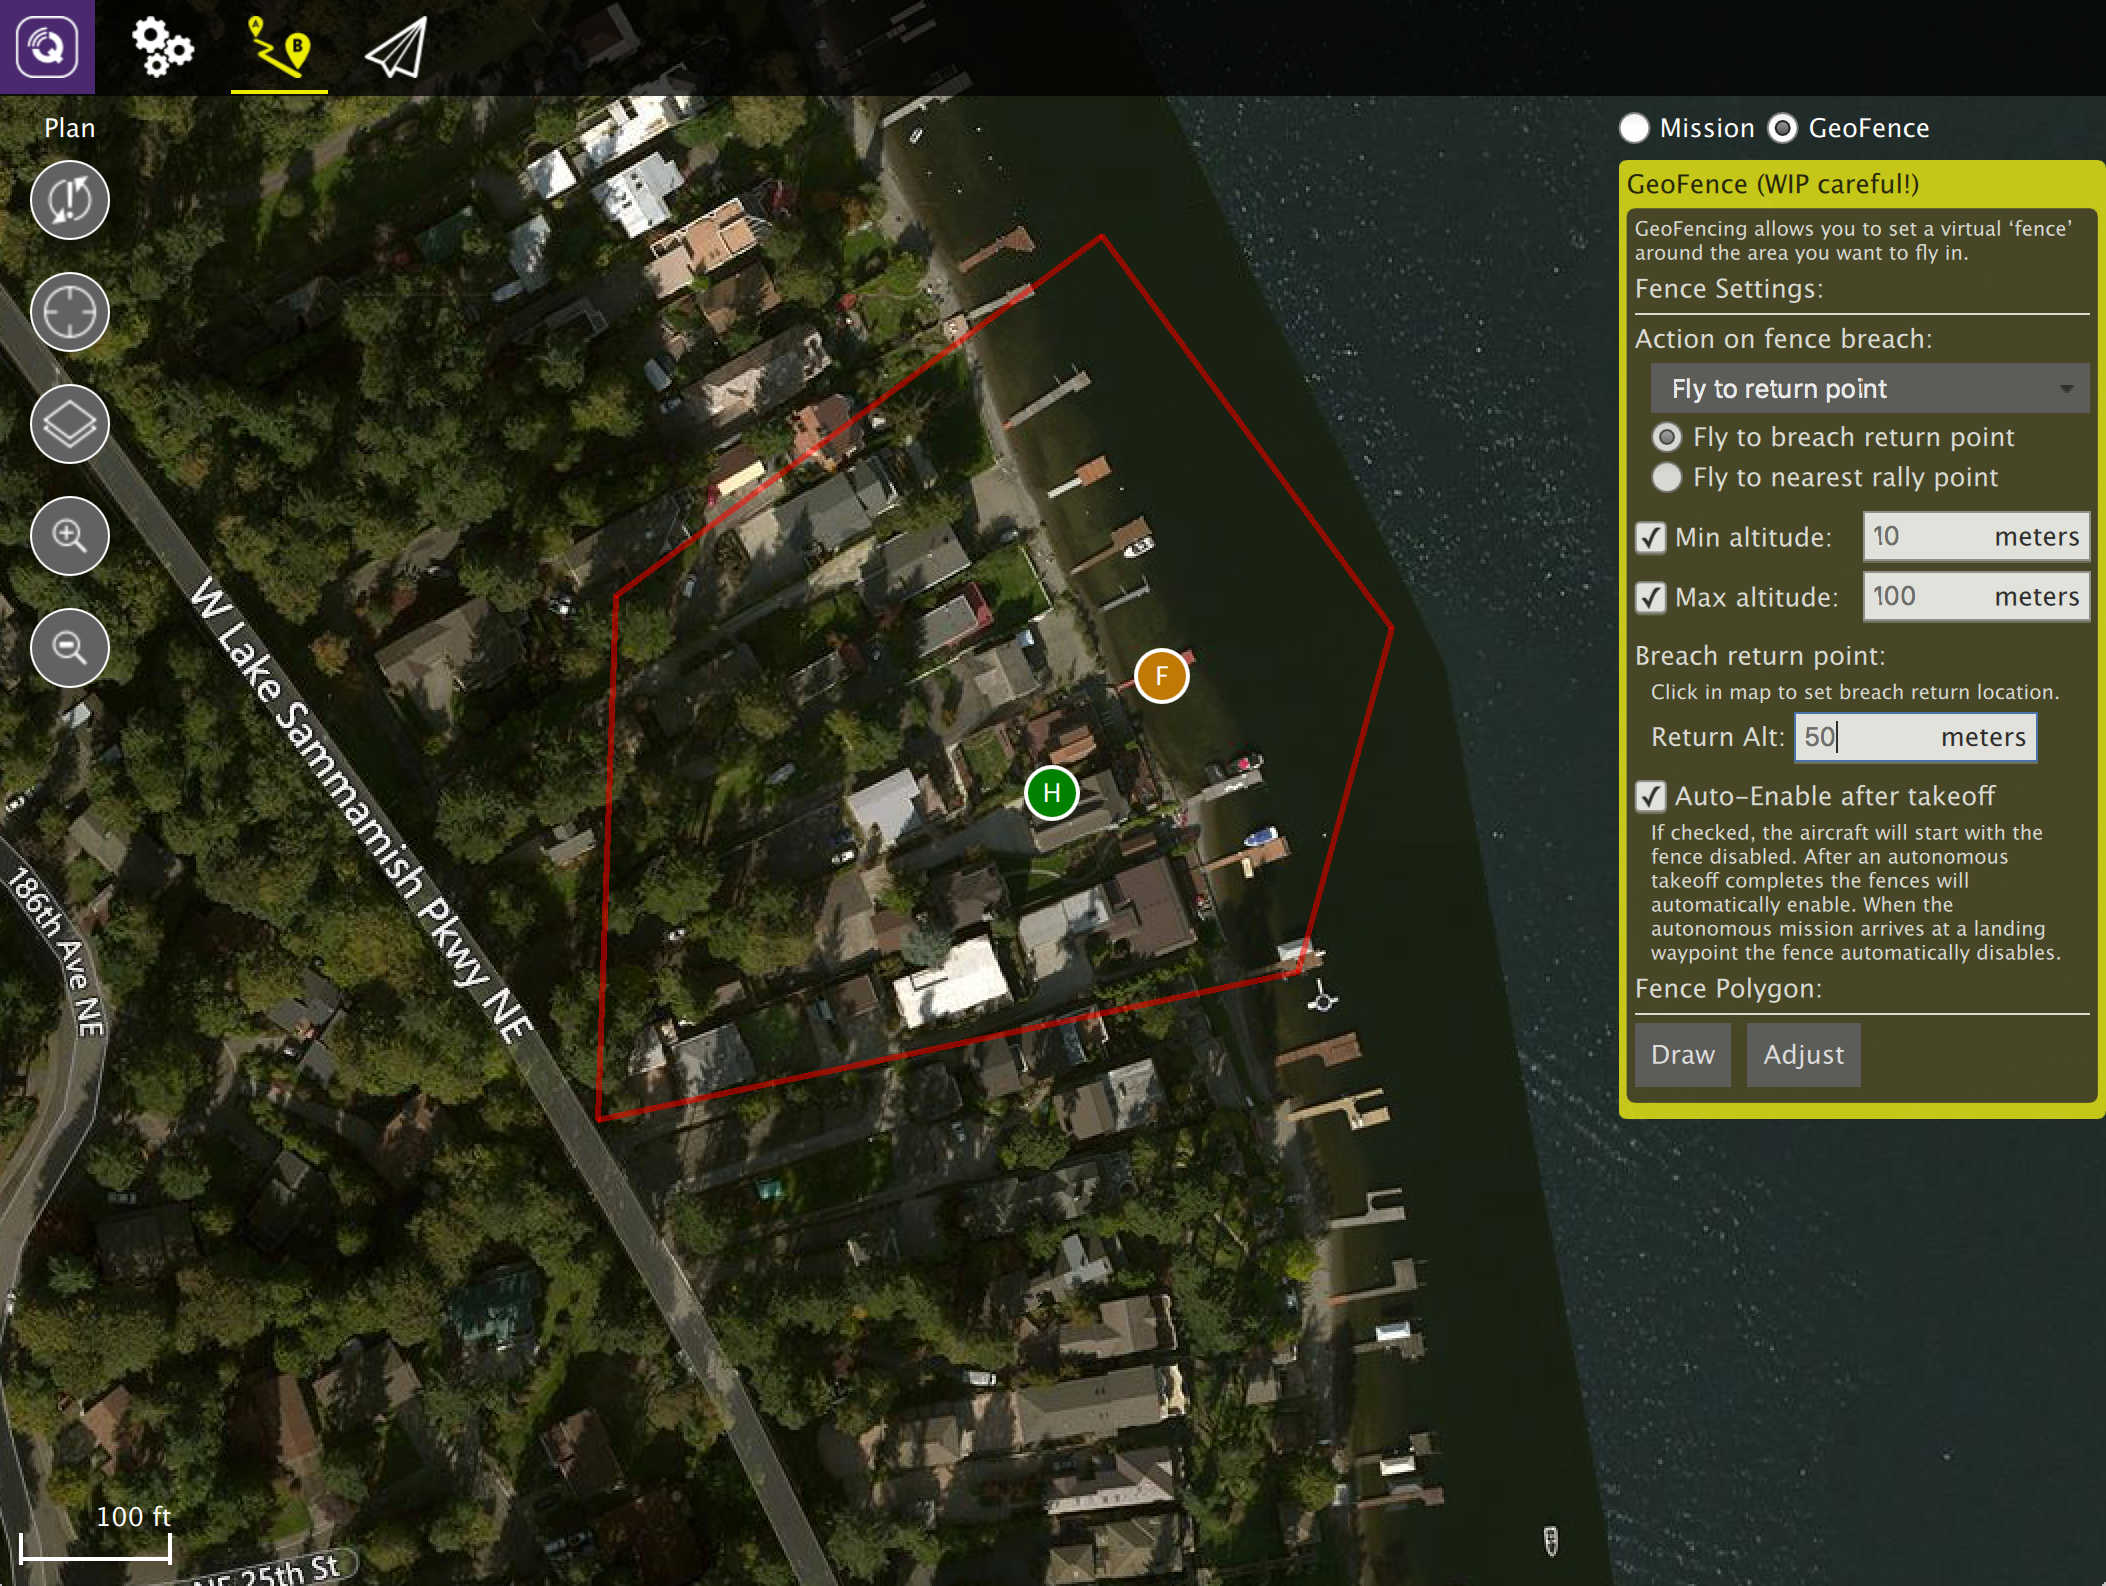 A
B
Plan
Mission
GeoFence
GeoFence (WIP careful!)
GeoFencing allows you to set a virtual ‘fence’
around the area you want to fly in.
Fence Settings:
Action on fence breach:
Fly to return point
Fly to breach return point
Fly to nearest rally point
Min altitude:
10
meters
Max altitude:
100
meters
Breach return point:
Click in map to set breach return location.
Return Alt:
50
meters
Auto-Enable after takeoff
If checked, the aircraft will start with the
fence disabled. After an autonomous
takeoff completes the fences will
automatically enable. When the
autonomous mission arrives at a landing
waypoint the fence automatically disables.
Fence Polygon:
Draw
Adjust
W Lake Sammamish Pkwy NE
F
H
186th Ave NE
100 ft
NE 25th St